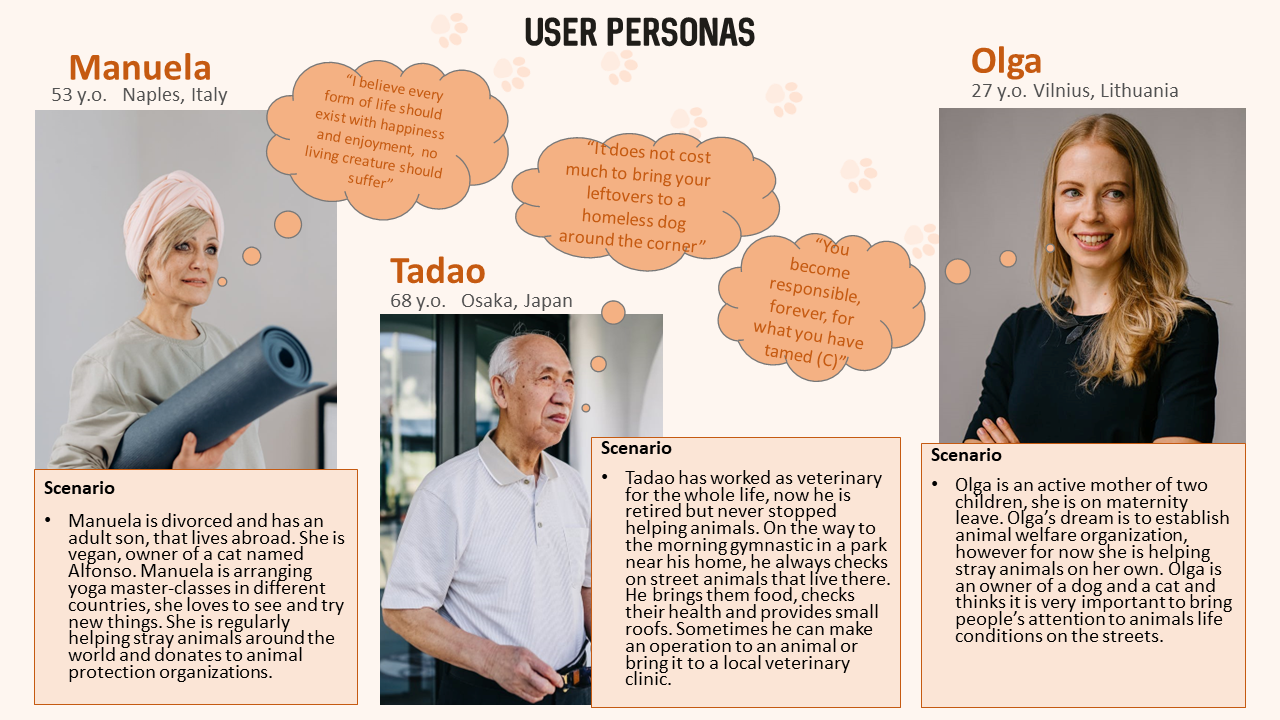 USER PERSONAS
Manuela
53 y.o.   Naples, Italy
“I believe every
form of life should
exist with happiness
and enjoyment,  no
living creature should
suffer”
Scenario
• Manuela is divorced and has an
adult son, that lives abroad. She is
vegan, owner of a cat named
Alfonso. Manuela is arranging
yoga master-classes in different
countries, she loves to see and try
new things. She is regularly
helping stray animals around the
world and donates to animal
protection organizations.
Tadao
68 y.o.   Osaka, Japan
“It does not cost
much to bring your
leftovers to a
homeless dog
around the corner”
Scenario
• Tadao has worked as veterinary
for the whole life, now he is
retired but never stopped
helping animals. On the way to
the morning gymnastic in a park
near his home, he always checks
on street animals that live there.
He brings them food, checks
their health and provides small
roofs. Sometimes he can make
an operation to an animal or
bring it to a local veterinary
clinic.
Olga
27 y.o. Vilnius, Lithuania
“You
become
responsible,
forever, for
what you have
tamed (C)”
Scenario
• Olga is an active mother of two
children, she is on maternity
leave. Olga’s dream is to establish
animal welfare organization,
however for now she is helping
stray animals on her own. Olga is
an owner of a dog and a cat and
thinks it is very important to bring
people’s attention to animals life
conditions on the streets.